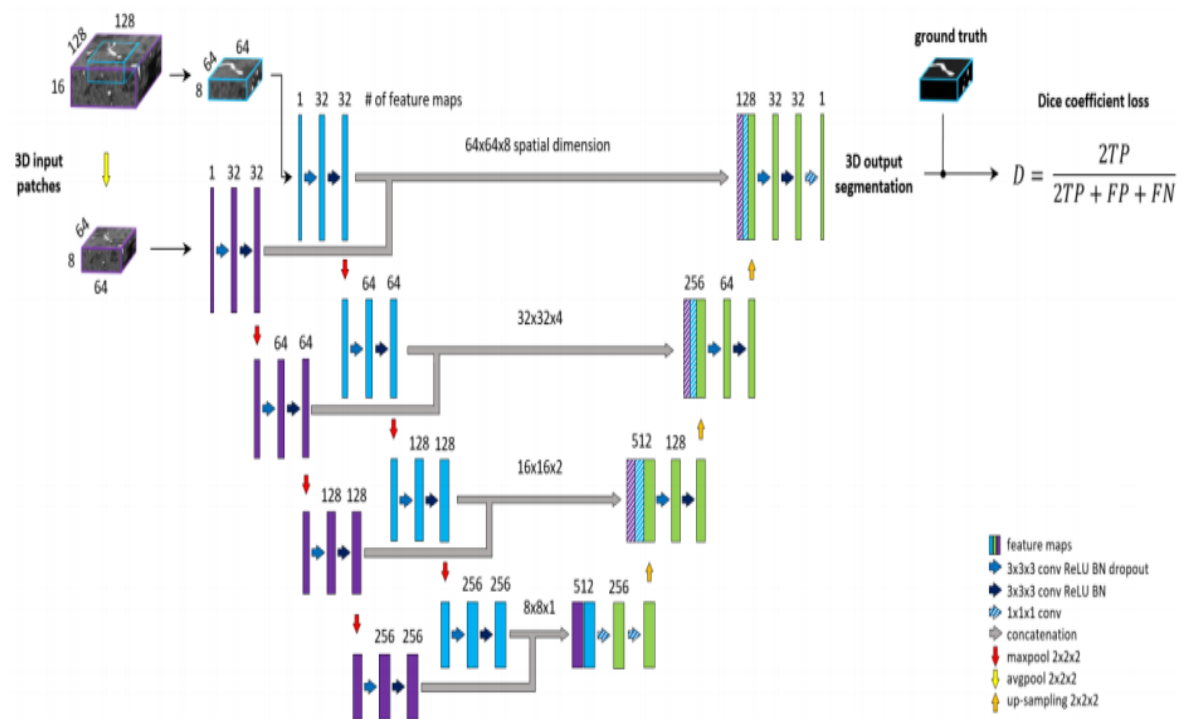 128
128
16
64
64
8
3D input
patches
64
8
64
1 32 32 # of feature maps
1 32 32
64x64x8 spatial dimension
128 32 32 1
3D output
segmentation
ground truth
Dice coefficient loss
D = 2TP / 2TP + FP + FN
64 64
64 64
32x32x4
256 64
128 128
128 128
16x16x2
512 128
256 256
256 256
8x8x1
512 256
feature maps
3x3x3 conv ReLU BN dropout
3x3x3 conv ReLU BN
1x1x1 conv
concatenation
maxpool 2x2x2
avgpool 2x2x2
up-sampling 2x2x2